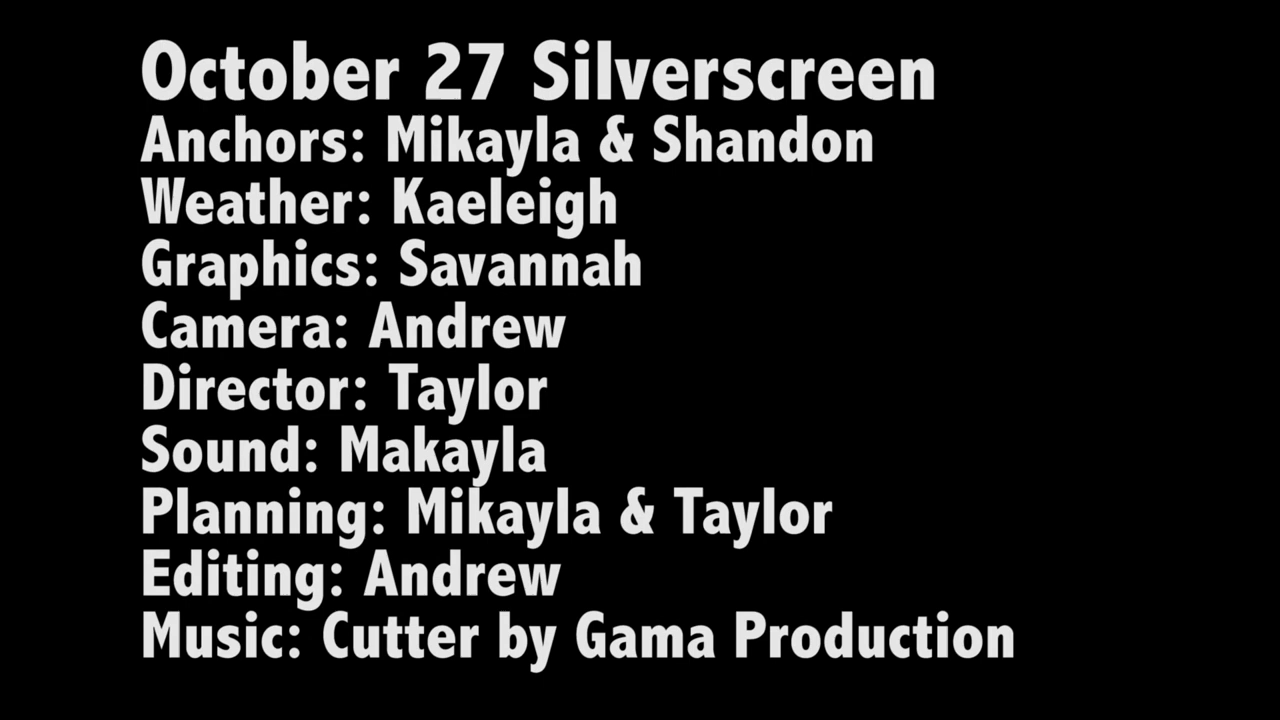 October 27 Silverscreen
Anchors: Mikayla & Shandon
Weather: Kaeleigh
Graphics: Savannah
Camera: Andrew
Director: Taylor
Sound: Makayla
Planning: Mikayla & Taylor
Editing: Andrew
Music: Cutter by Gama Production